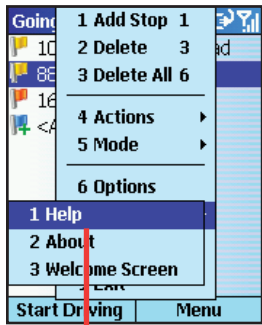 Going
1 Add Stop 1
10
2 Delete 3
ad
88
3 Delete All 6
16
4 Actions
<A
5 Mode
6 Options
1 Help
2 About
3 Welcome Screen
Start Driving
Menu